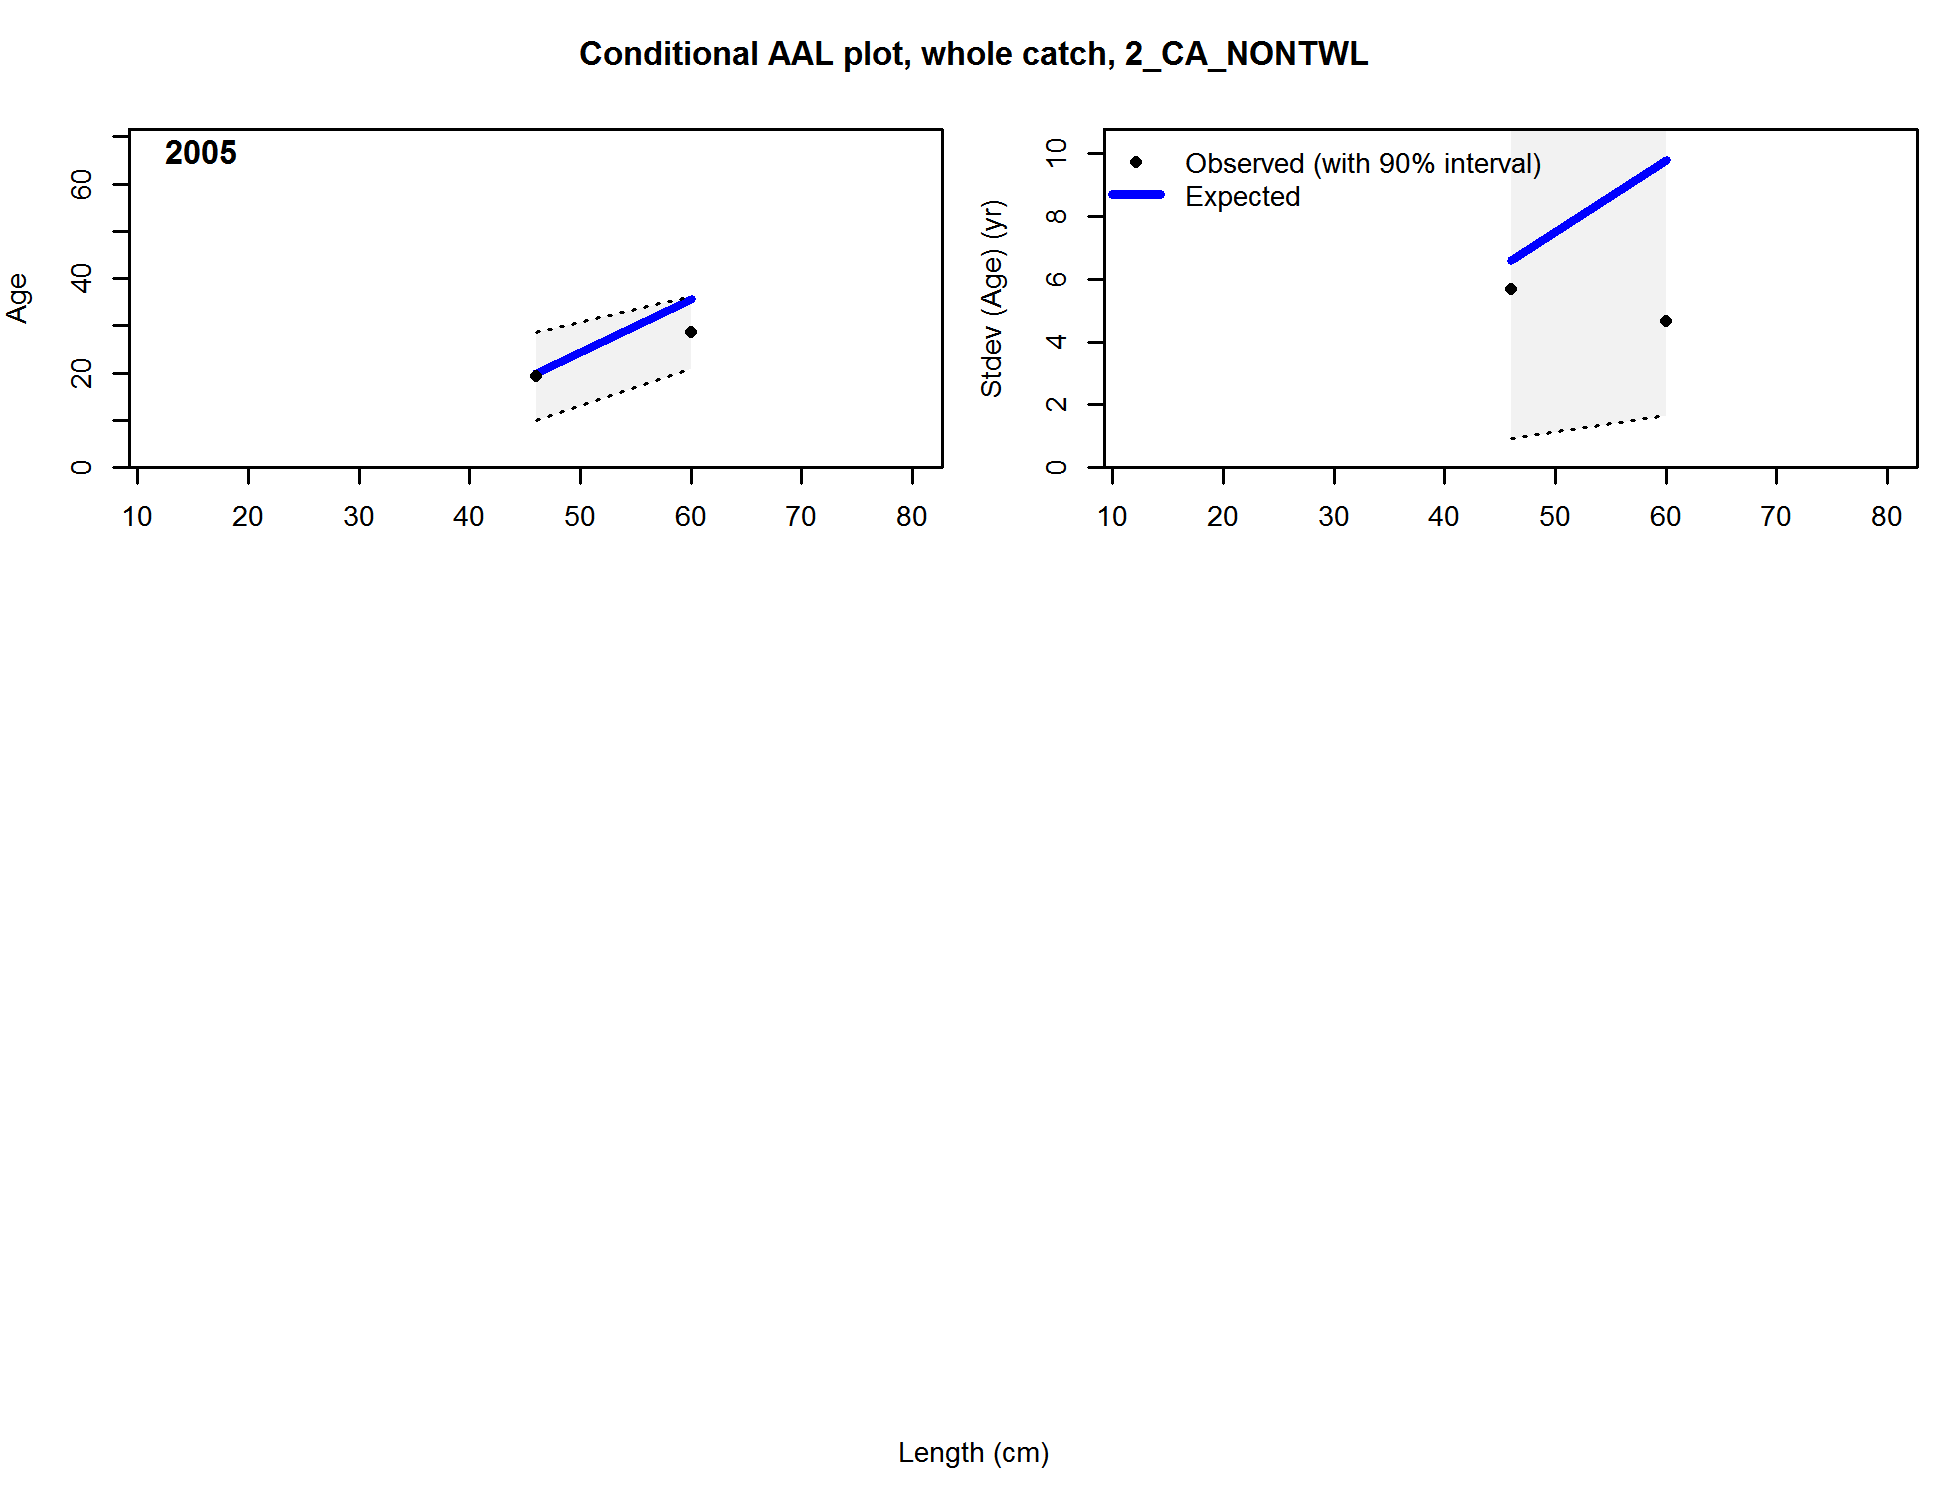 Conditional AAL plot, whole catch, 2_CA_NONTWL
2005
Age
0 20 40 60
10 20 30 40 50 60 70 80
Observed (with 90% interval)
Expected
Stdev (Age) (yr)
0 2 4 6 8 10
10 20 30 40 50 60 70 80
Length (cm)